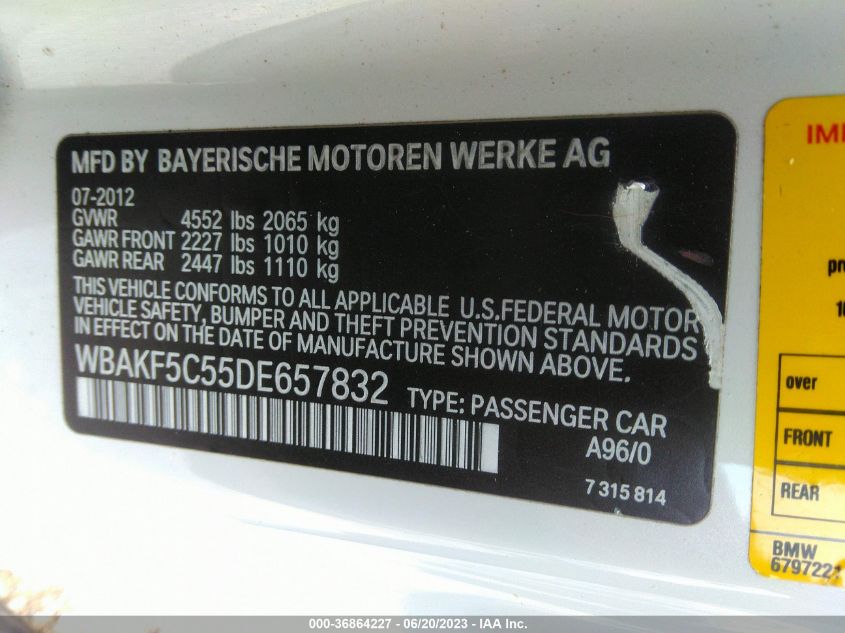 MFD BY BAYERISCHE MOTOREN WERKE AG
07-2012
GVWR 4552 lbs 2065 kg
GAWR FRONT 2227 lbs 1010 kg
GAWR REAR 2447 lbs 1110 kg
THIS VEHICLE CONFORMS TO ALL APPLICABLE U.S.FEDERAL MOTOR
VEHICLE SAFETY, BUMPER AND THEFT PREVENTION STANDARDS
IN EFFECT ON THE DATE OF MANUFACTURE SHOWN ABOVE.
WBAKF5C55DE657832 TYPE: PASSENGER CAR
A96/0
7 315 814
over
FRONT
REAR
BMW
6797221
000-36864227 - 06/20/2023 - IAA Inc.